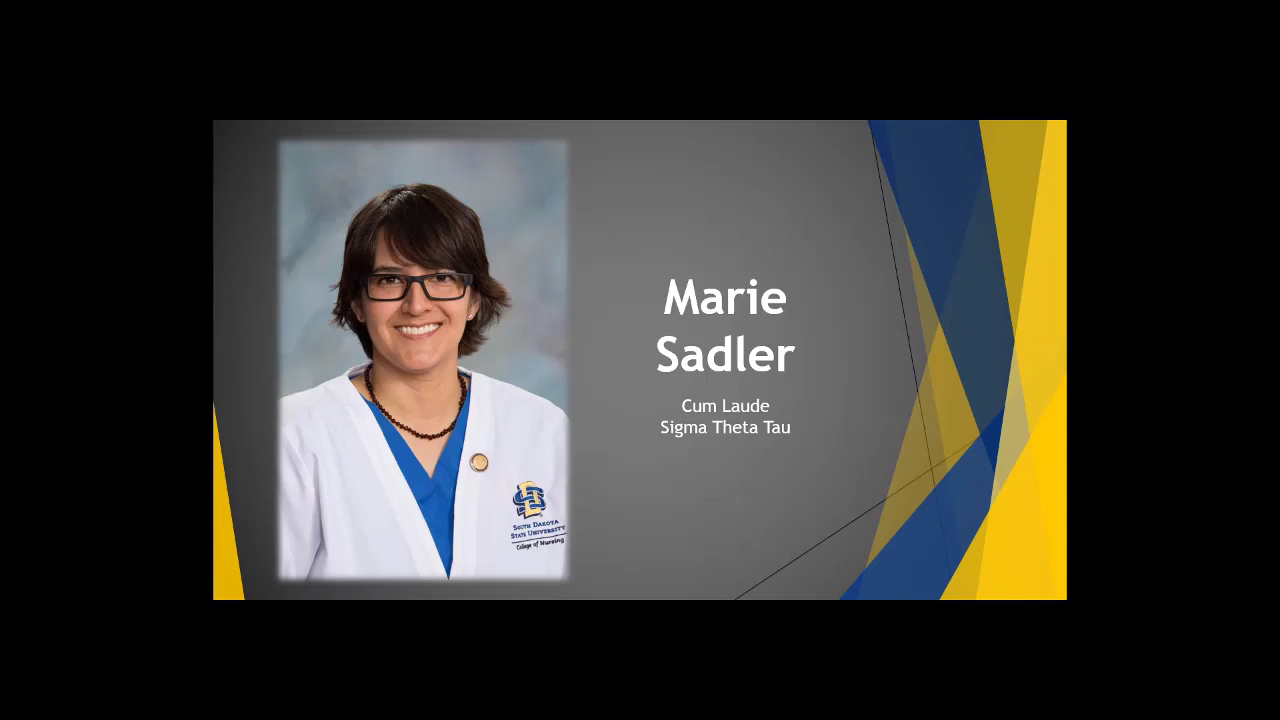 Marie
Sadler
Cum Laude
Sigma Theta Tau
South Dakota
State University
College of Nursing